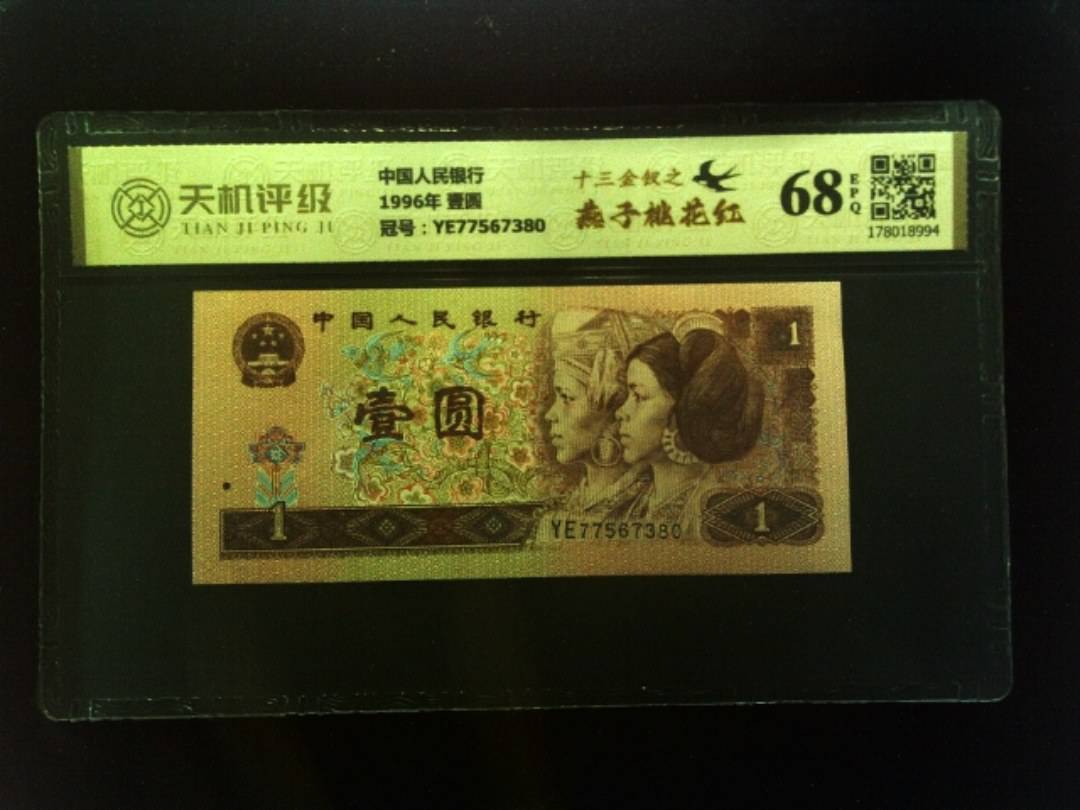 天机评级
TIAN JI PING JI
中国人民银行
1996年 壹圆
冠号：YE77567380
十三金钗之
燕子桃花红
68
EPQ
178018994
中国人民银行
1
壹圆
1
YE77567380
1